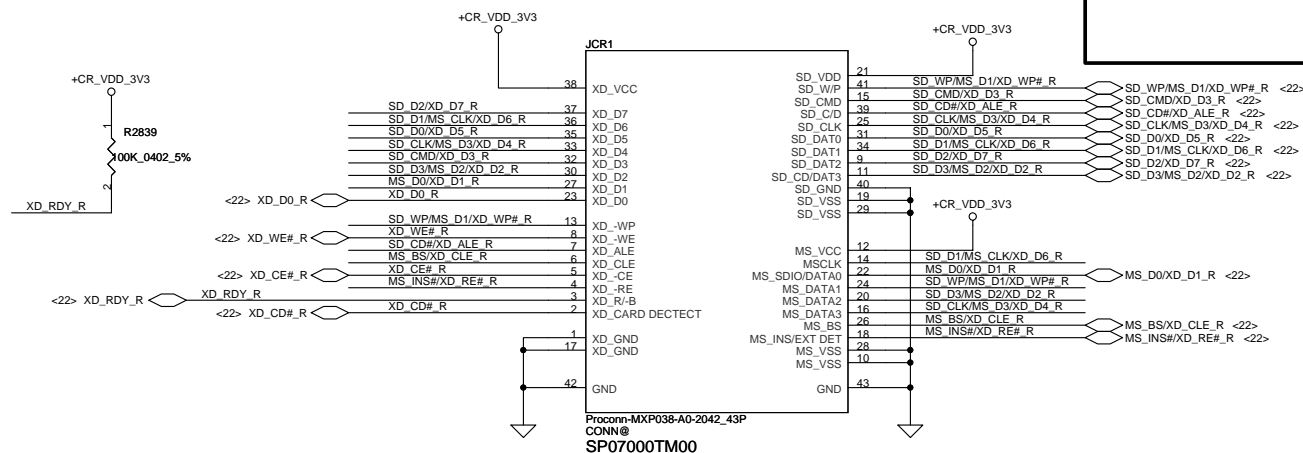 +CR_VDD_3V3
+CR_VDD_3V3
+CR_VDD_3V3
JCR1
1
R2839
100K_0402_5%
2
XD_RDY_R
38 XD_VCC
SD_D2/XD_D7_R 37 XD_D7
SD_D1/MS_CLK/XD_D6_R 36 XD_D6
SD_D0/XD_D5_R 35 XD_D5
SD_CLK/MS_D3/XD_D4_R 33 XD_D4
SD_CMD/XD_D3_R 32 XD_D3
SD_D3/MS_D2/XD_D2_R 30 XD_D2
MS_D0/XD_D1_R 27 XD_D1
<22> XD_D0_R XD_D0_R 23 XD_D0
SD_WP/MS_D1/XD_WP#_R 13 XD_-WP
<22> XD_WE#_R XD_WE#_R 8 XD_-WE
SD_CD#/XD_ALE_R 7 XD_ALE
MS_BS/XD_CLE_R 6 XD_CLE
<22> XD_CE#_R XD_CE#_R 5 XD_-CE
MS_INS#/XD_RE#_R 4 XD_-RE
<22> XD_RDY_R XD_RDY_R 3 XD_R/-B
<22> XD_CD#_R XD_CD#_R 2 XD_CARD DECTECT
1 XD_GND
17 XD_GND
42 GND
SD_VDD 21
SD_W/P 41 SD_WP/MS_D1/XD_WP#_R SD_WP/MS_D1/XD_WP#_R <22>
SD_CMD 15 SD_CMD/XD_D3_R SD_CMD/XD_D3_R <22>
SD_C/D 39 SD_CD#/XD_ALE_R SD_CD#/XD_ALE_R <22>
SD_CLK 25 SD_CLK/MS_D3/XD_D4_R SD_CLK/MS_D3/XD_D4_R <22>
SD_DAT0 31 SD_D0/XD_D5_R SD_D0/XD_D5_R <22>
SD_DAT1 34 SD_D1/MS_CLK/XD_D6_R SD_D1/MS_CLK/XD_D6_R <22>
SD_DAT2 9 SD_D2/XD_D7_R SD_D2/XD_D7_R <22>
SD_CD/DAT3 11 SD_D3/MS_D2/XD_D2_R SD_D3/MS_D2/XD_D2_R <22>
SD_GND 40
SD_VSS 19
SD_VSS 29
+CR_VDD_3V3
MS_VCC 12
MSCLK 14 SD_D1/MS_CLK/XD_D6_R
MS_SDIO/DATA0 22 MS_D0/XD_D1_R MS_D0/XD_D1_R <22>
MS_DATA1 24 SD_WP/MS_D1/XD_WP#_R
MS_DATA2 20 SD_D3/MS_D2/XD_D2_R
MS_DATA3 16 SD_CLK/MS_D3/XD_D4_R
MS_BS 26 MS_BS/XD_CLE_R MS_BS/XD_CLE_R <22>
MS_INS/EXT DET 18 MS_INS#/XD_RE#_R MS_INS#/XD_RE#_R <22>
MS_VSS 28
MS_VSS 10
GND 43
Proconn-MXP038-A0-2042_43P
CONN@
SP07000TM00